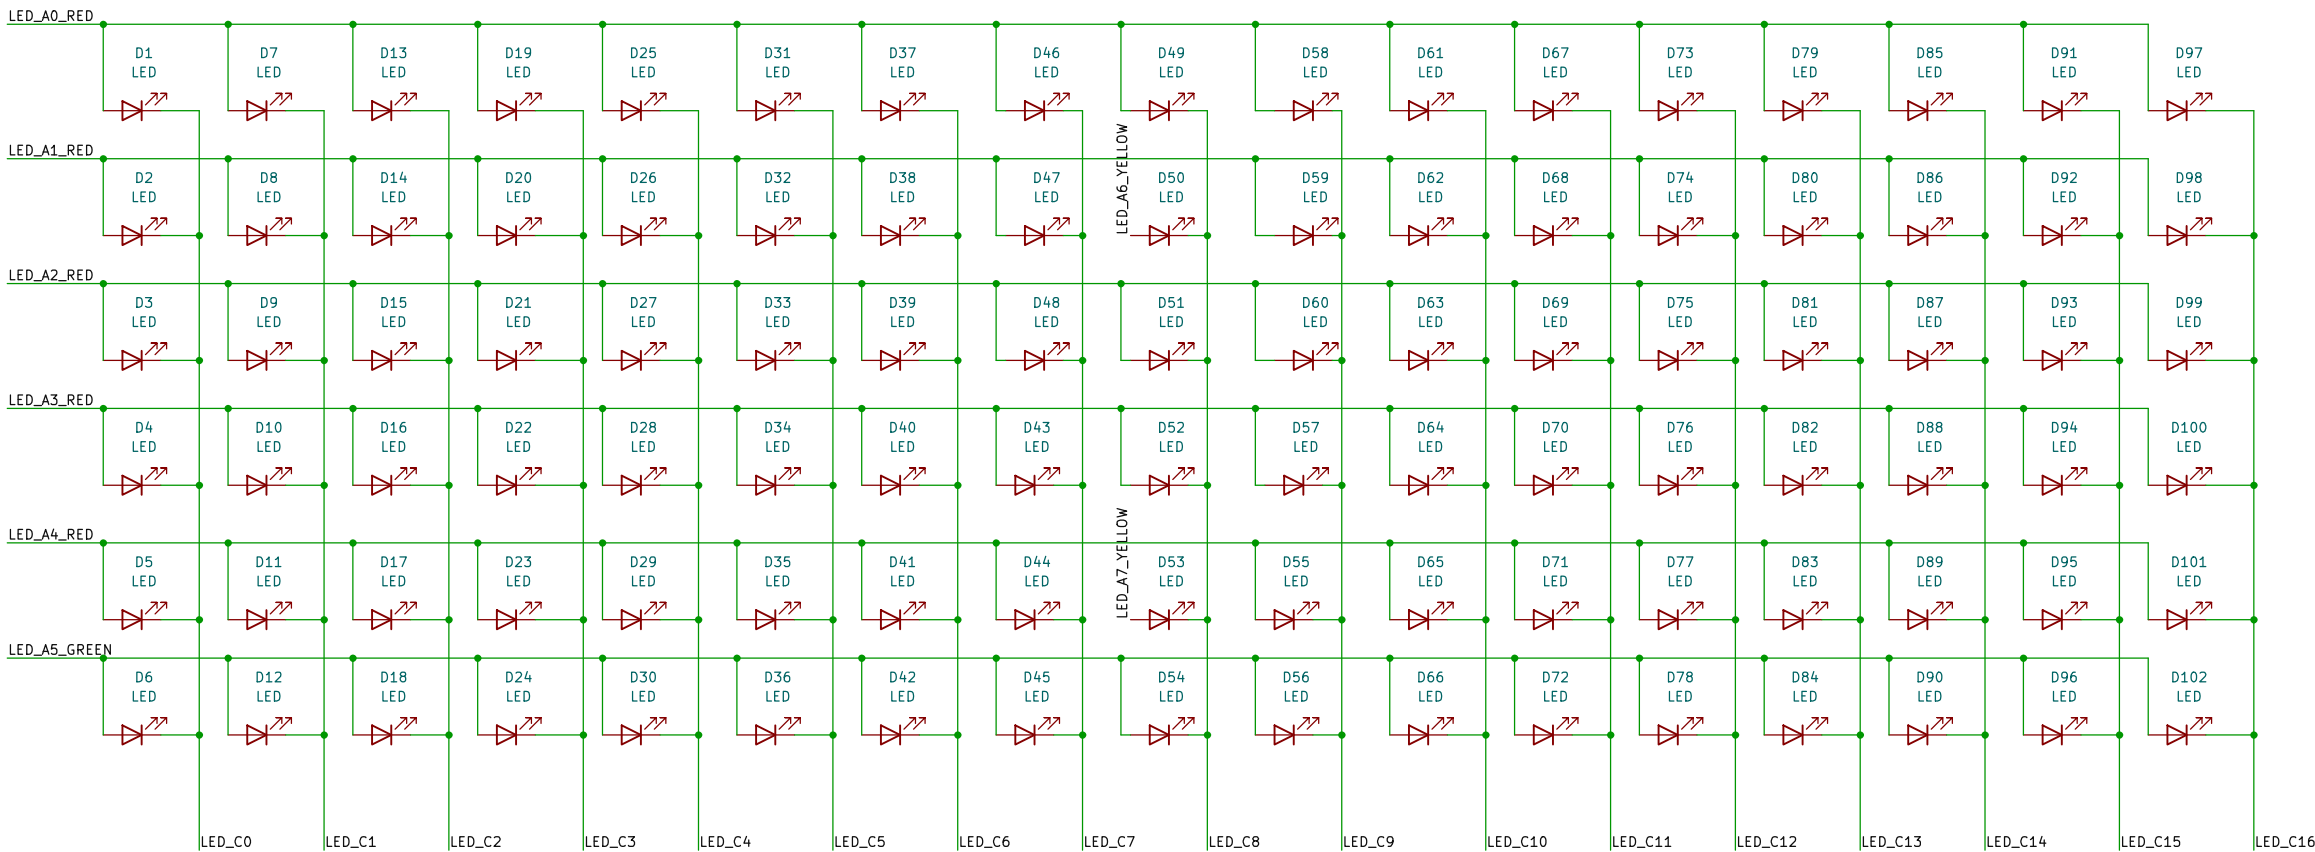 LED_A0_RED
D1 D7 D13 D19 D25 D31 D37 D46 D49 D58 D61 D67 D73 D79 D85 D91 D97
LED LED LED LED LED LED LED LED LED LED LED LED LED LED LED LED LED
LED_A6_YELLOW
LED_A1_RED
D2 D8 D14 D20 D26 D32 D38 D47 D50 D59 D62 D68 D74 D80 D86 D92 D98
LED LED LED LED LED LED LED LED LED LED LED LED LED LED LED LED LED
LED_A2_RED
D3 D9 D15 D21 D27 D33 D39 D48 D51 D60 D63 D69 D75 D81 D87 D93 D99
LED LED LED LED LED LED LED LED LED LED LED LED LED LED LED LED LED
LED_A3_RED
D4 D10 D16 D22 D28 D34 D40 D43 D52 D57 D64 D70 D76 D82 D88 D94 D100
LED LED LED LED LED LED LED LED LED LED LED LED LED LED LED LED LED
LED_A7_YELLOW
LED_A4_RED
D5 D11 D17 D23 D29 D35 D41 D44 D53 D55 D65 D71 D77 D83 D89 D95 D101
LED LED LED LED LED LED LED LED LED LED LED LED LED LED LED LED LED
LED_A5_GREEN
D6 D12 D18 D24 D30 D36 D42 D45 D54 D56 D66 D72 D78 D84 D90 D96 D102
LED LED LED LED LED LED LED LED LED LED LED LED LED LED LED LED LED
LED_C0 LED_C1 LED_C2 LED_C3 LED_C4 LED_C5 LED_C6 LED_C7 LED_C8 LED_C9 LED_C10 LED_C11 LED_C12 LED_C13 LED_C14 LED_C15 LED_C16